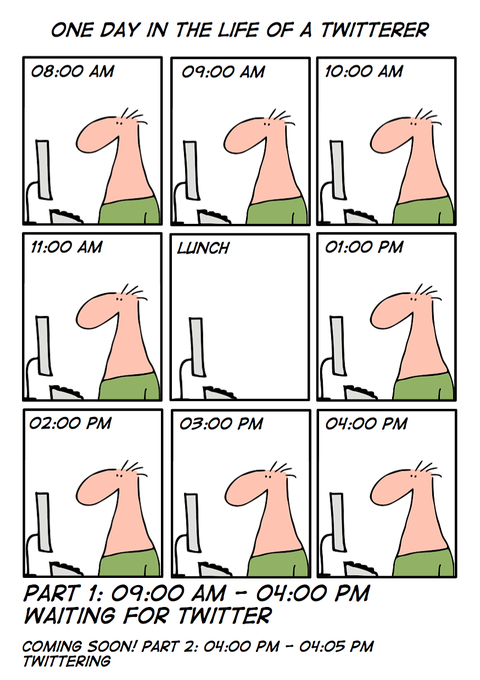 ONE DAY IN THE LIFE OF A TWITTERER
08:00 AM
09:00 AM
10:00 AM
11:00 AM
LUNCH
01:00 PM
02:00 PM
03:00 PM
04:00 PM
PART 1: 09:00 AM - 04:00 PM
WAITING FOR TWITTER
COMING SOON! PART 2: 04:00 PM - 04:05 PM
TWITTERING